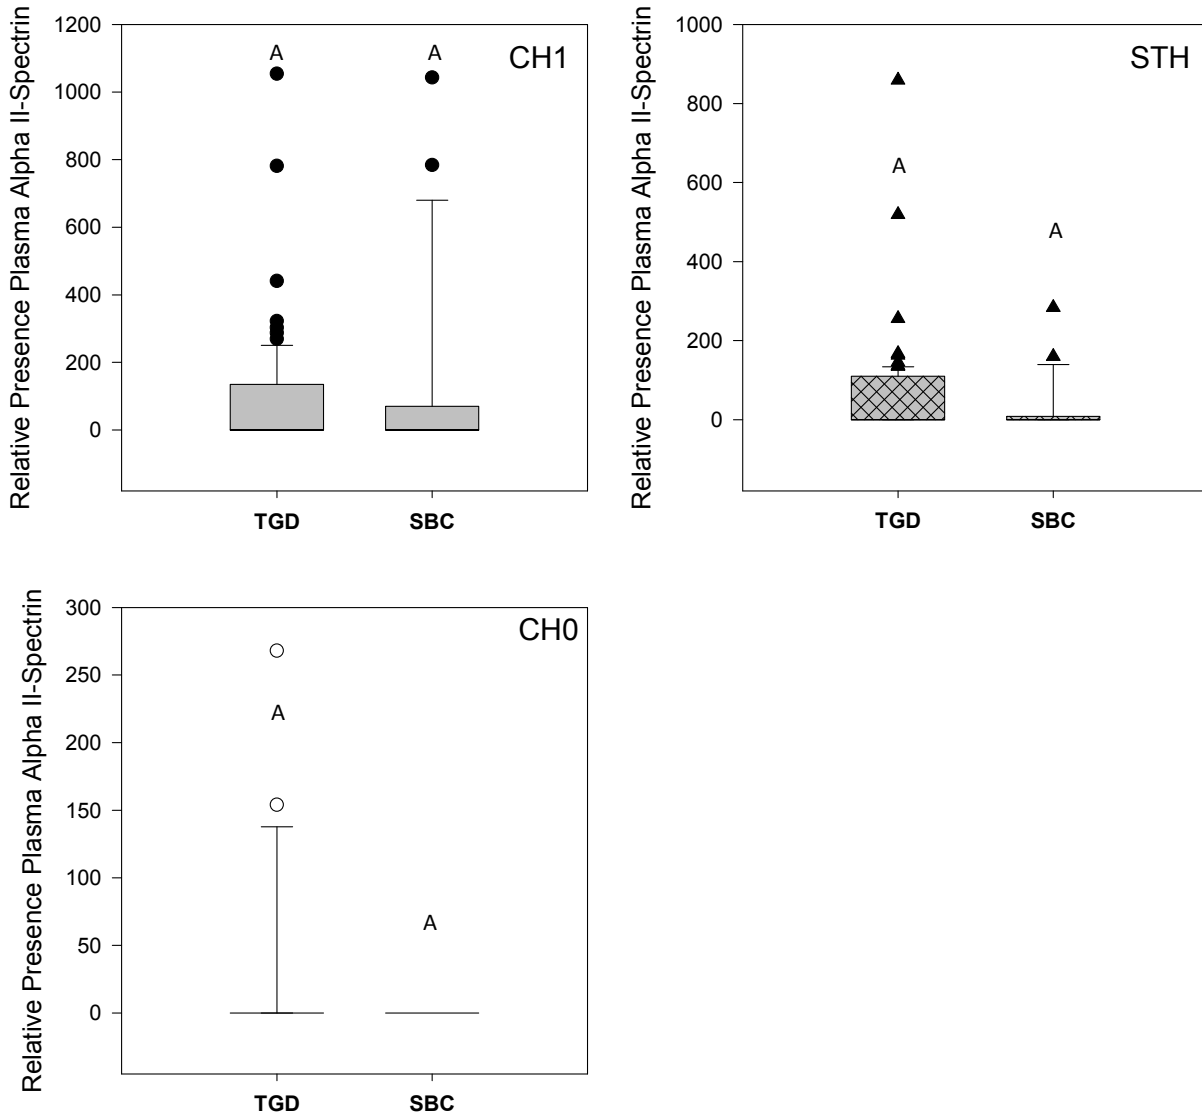 Relative Presence Plasma Alpha II-Spectrin
1200
1000
800
600
400
200
0
A
A
CH1
TGD
SBC
Relative Presence Plasma Alpha II-Spectrin
1000
800
600
400
200
0
A
A
STH
TGD
SBC
Relative Presence Plasma Alpha II-Spectrin
300
250
200
150
100
50
0
A
A
CH0
TGD
SBC